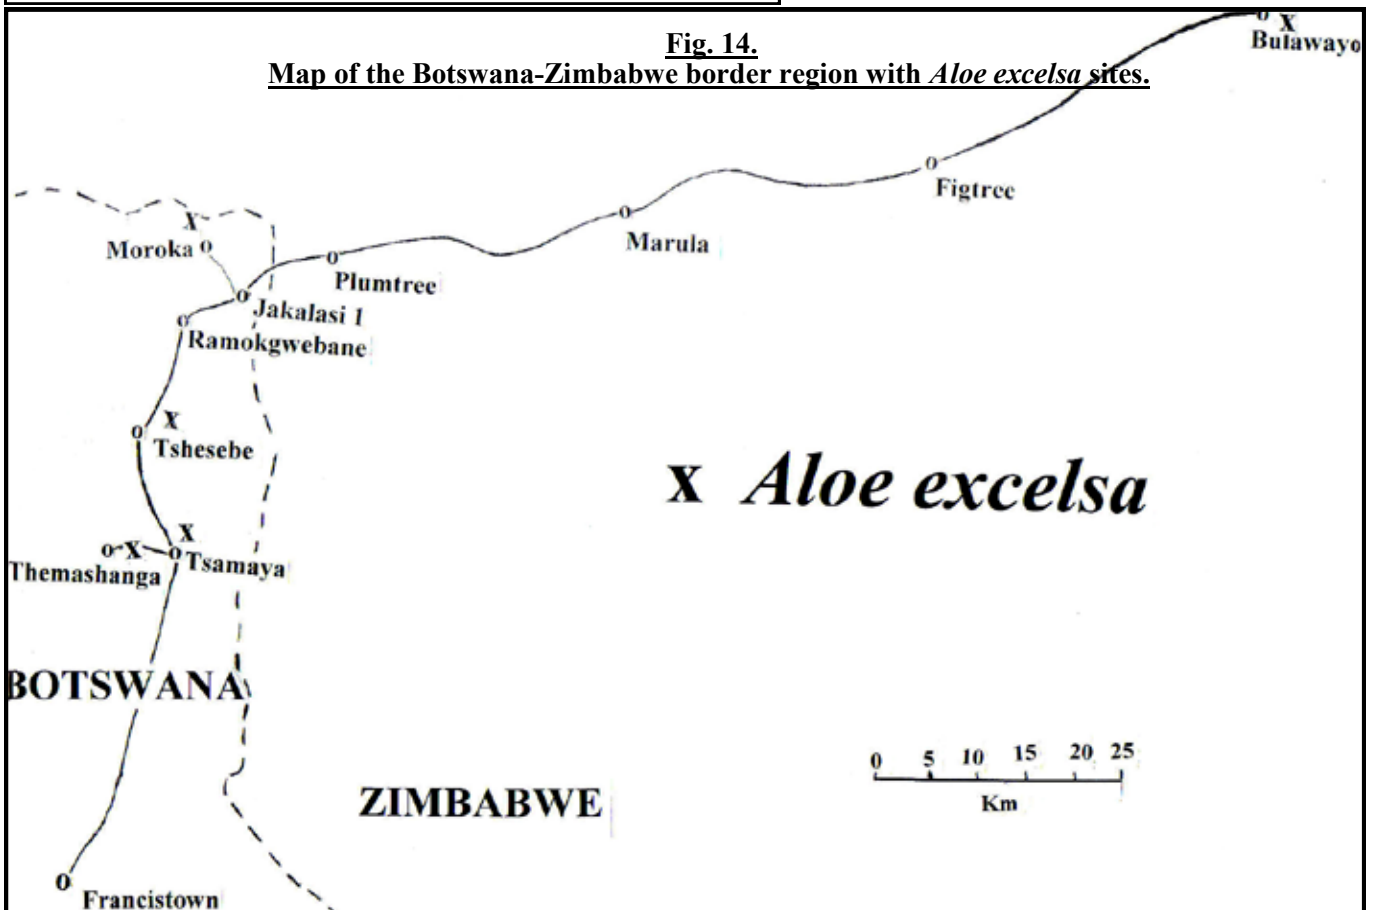 Fig. 14.
Map of the Botswana-Zimbabwe border region with Aloe excelsa sites.
x
Bulawayo
Figtree
x
Moroka
Marula
Plumtree
Jakalasi 1
Ramokgwebane
x
Tshesebe
x Aloe excelsa
x
x
Tsamaya
Themashanga
BOTSWANA
0 5 10 15 20 25
Km
ZIMBABWE
Francistown